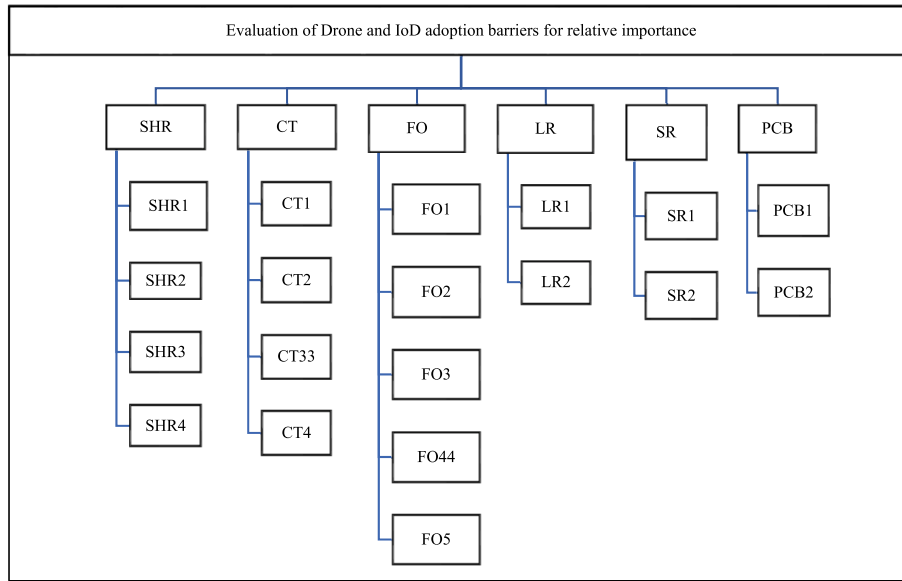 Evaluation of Drone and IoD adoption barriers for relative importance
SHR
CT
FO
LR
SR
PCB
SHR1
SHR2
SHR3
SHR4
CT1
CT2
CT33
CT4
FO1
FO2
FO3
FO44
FO5
LR1
LR2
SR1
SR2
PCB1
PCB2